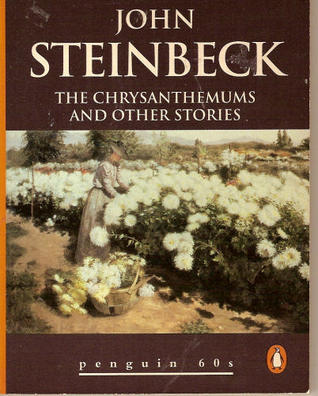 JOHN
STEINBECK
THE CHRYSANTHEMUMS
AND OTHER STORIES
penguin 60s